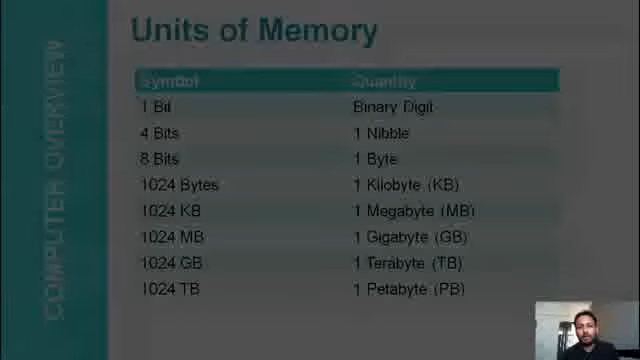 COMPUTER OVERVIEW
Units of Memory
Symbol Quantity
1 Bit Binary Digit
4 Bits 1 Nibble
8 Bits 1 Byte
1024 Bytes 1 Kilobyte (KB)
1024 KB 1 Megabyte (MB)
1024 MB 1 Gigabyte (GB)
1024 GB 1 Terabyte (TB)
1024 TB 1 Petabyte (PB)